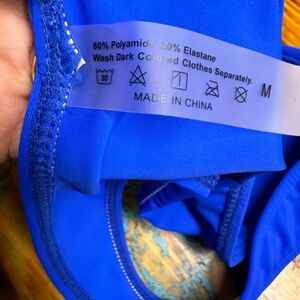 80% Polyamide, 20% Elastane
Wash Dark Colored Clothes Separately.
30
M
MADE IN CHINA